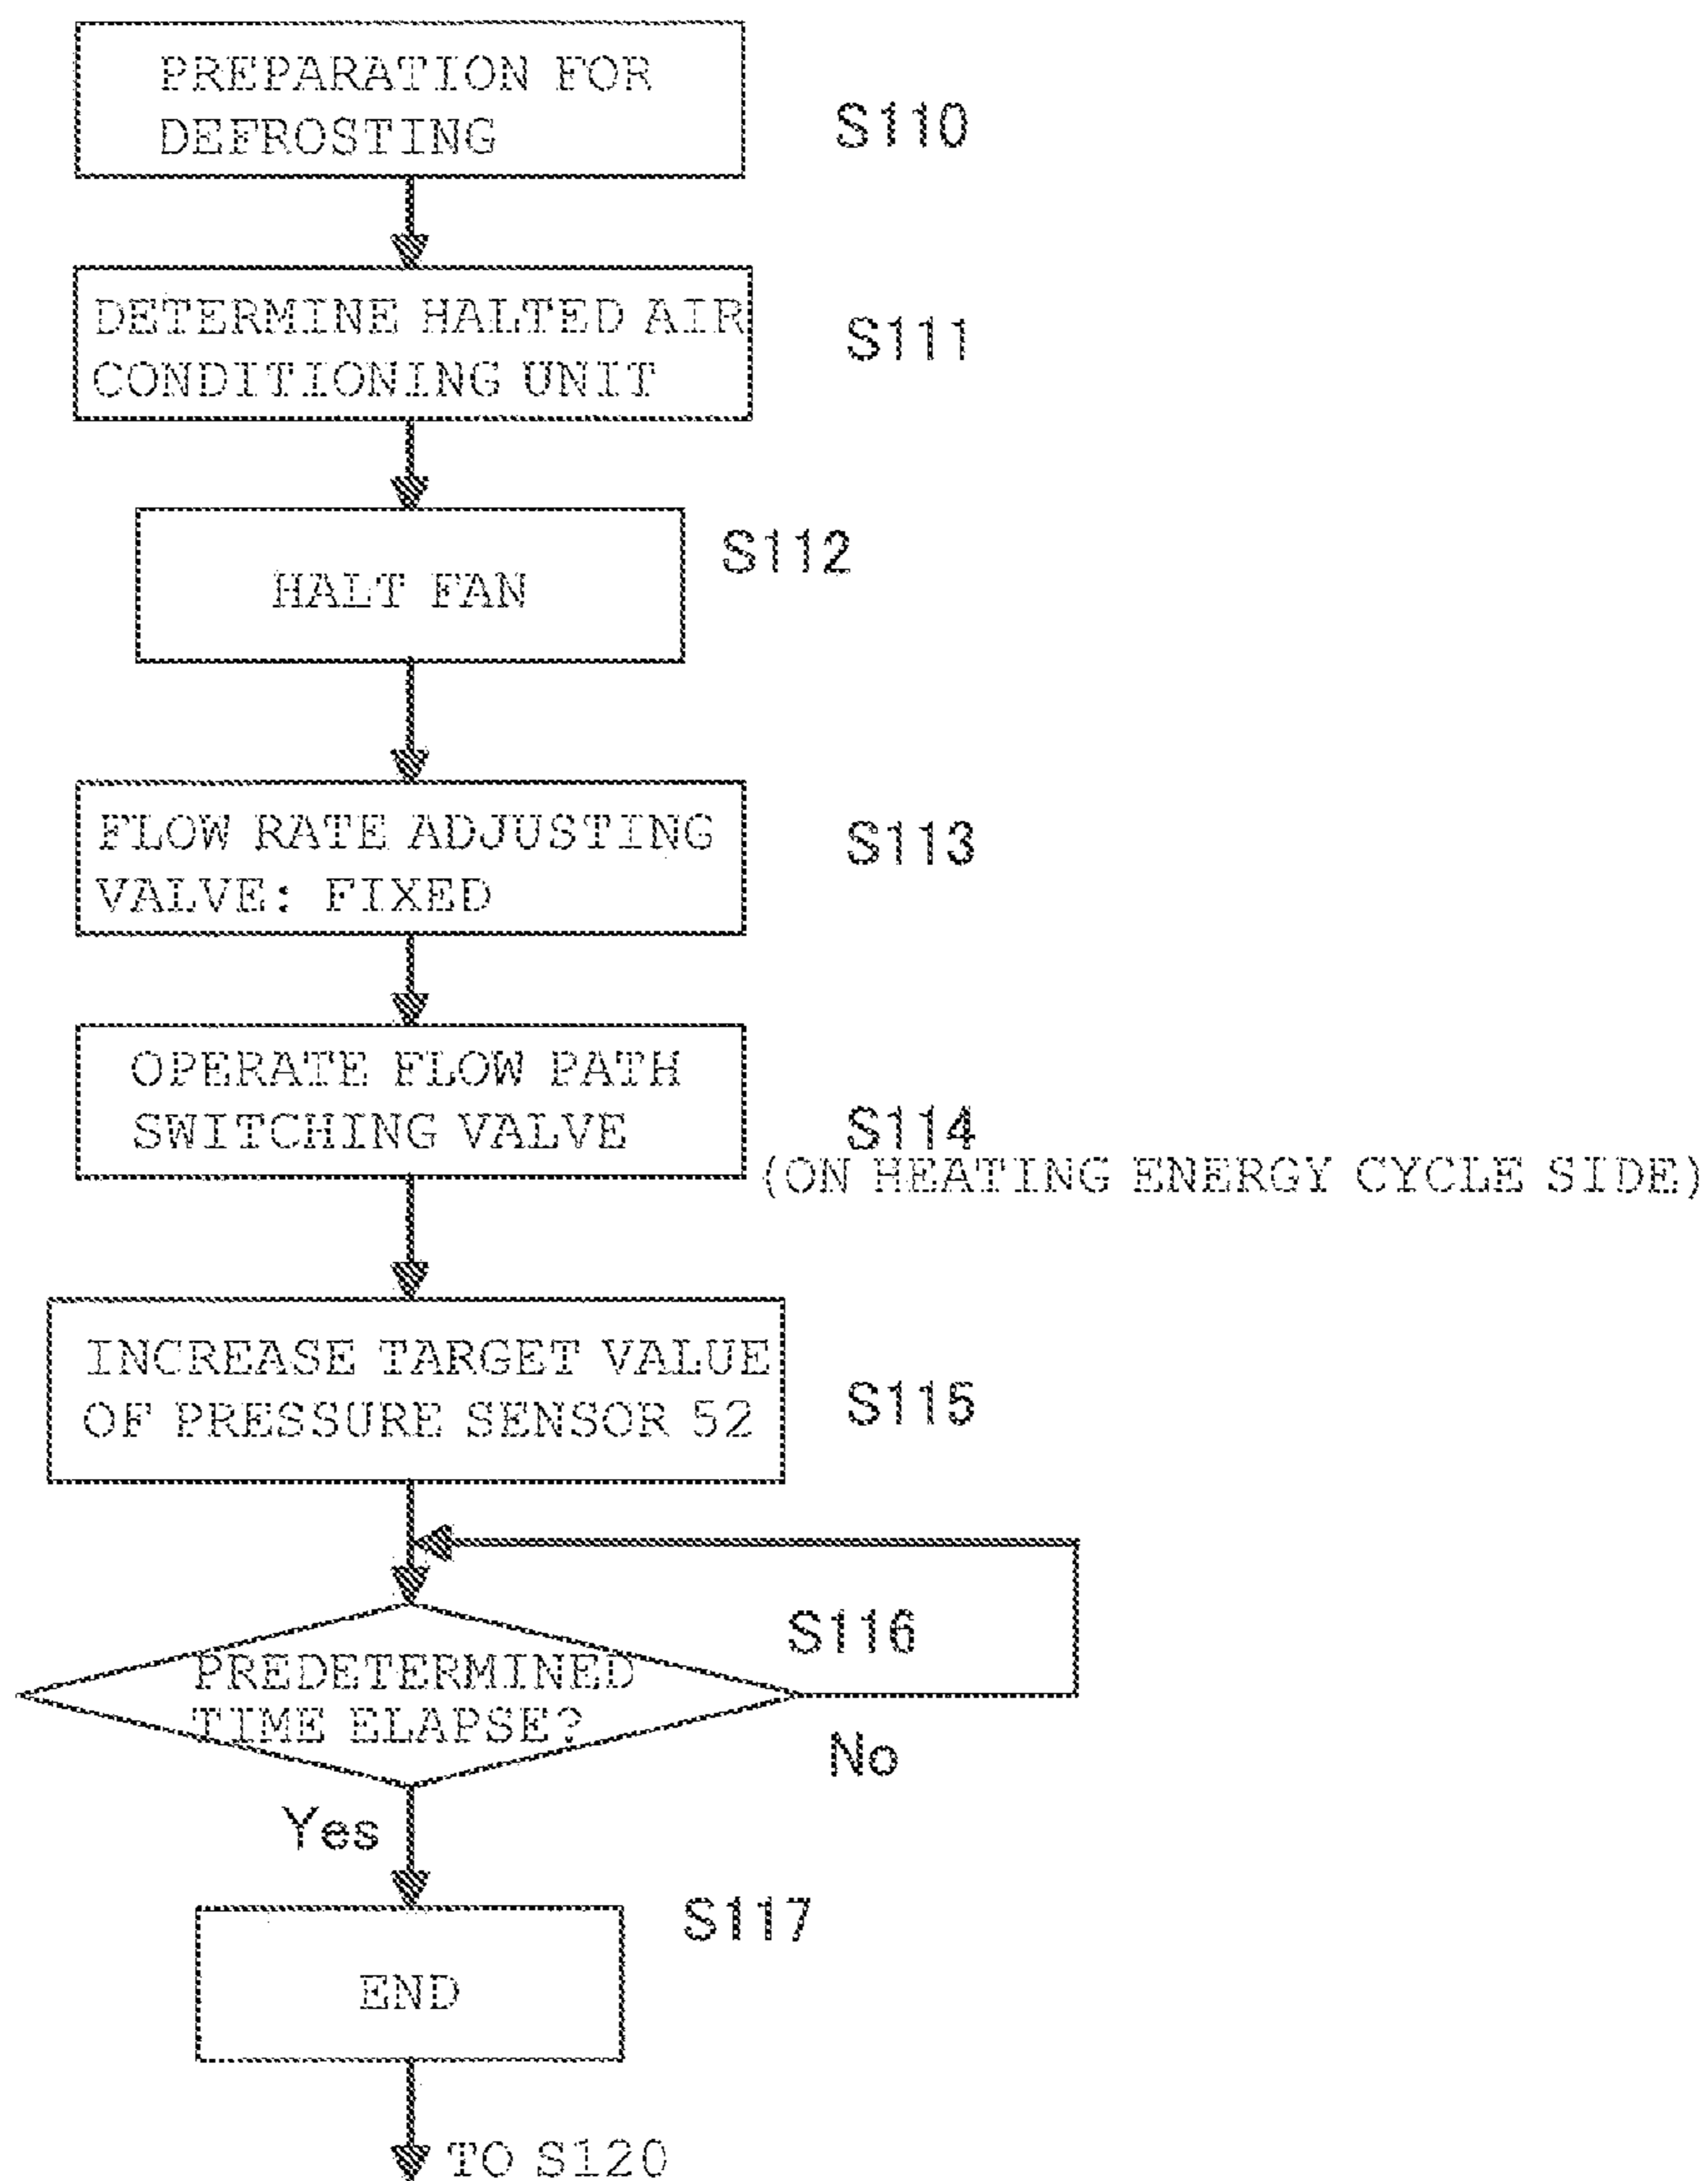 PREPARATION FOR
DEFROSTING
S110
DETERMINE HALTED AIR
CONDITIONING UNIT
S111
S112
HALT FAN
FLOW RATE ADJUSTING
VALVE: FIXED
S113
OPERATE FLOW PATH
SWITCHING VALVE
S114
(ON HEATING ENERGY CYCLE SIDE)
INCREASE TARGET VALUE
OF PRESSURE SENSOR 52
S115
S116
PREDETERMINED
TIME ELAPSE?
No
Yes
S117
END
TO S120